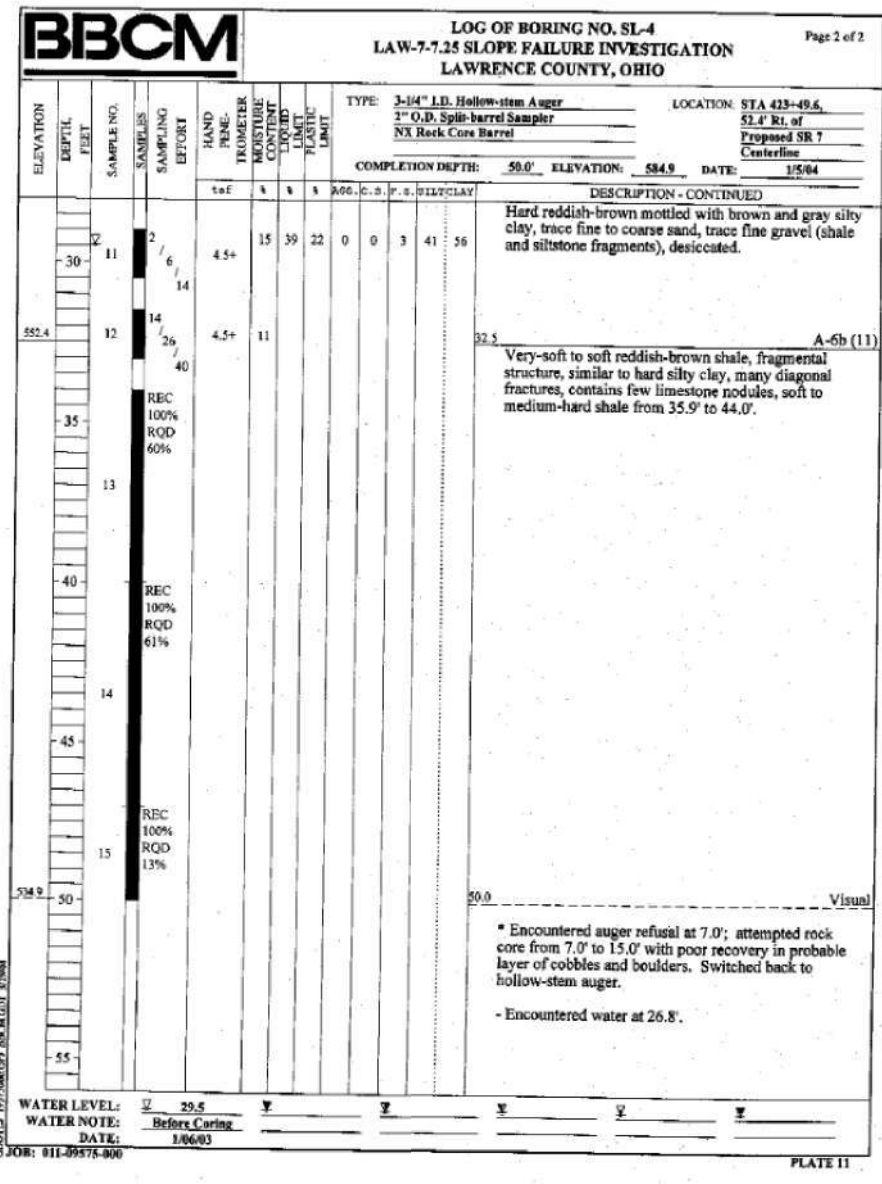 BBCM
LOG OF BORING NO. SL-4
LAW-7-7.25 SLOPE FAILURE INVESTIGATION
LAWRENCE COUNTY, OHIO
Page 2 of 2
ELEVATION
DEPTH, FEET
SAMPLE NO.
SAMPLES
SAMPLING EFFORT
HAND PENE-TROMETER
MOISTURE CONTENT
LIQUID LIMIT
PLASTIC LIMIT
TYPE: 3-1/4" I.D. Hollow-stem Auger
2" O.D. Split-barrel Sampler
NX Rock Core Barrel
LOCATION: STA 423+49.6,
52.4' Rt, of
Proposed SR 7
Centerline
COMPLETION DEPTH: 50.0' ELEVATION: 584.9 DATE: 1/5/04
tsf % % % AGG. C.S. F.S. SILT CLAY DESCRIPTION - CONTINUED
Hard reddish-brown mottled with brown and gray silty
clay, trace fine to coarse sand, trace fine gravel (shale
and siltstone fragments), desiccated.
30 11 2 / 6 / 14 4.5+ 15 39 22 0 0 3 41 56
552.4 12 14 / 26 / 40 4.5+ 11 32.5 A-6b (11)
Very-soft to soft reddish-brown shale, fragmental
structure, similar to hard silty clay, many diagonal
fractures, contains few limestone nodules, soft to
medium-hard shale from 35.9' to 44.0'.
REC
100%
35
RQD
60%
13
40
REC
100%
RQD
61%
14
45
REC
100%
15
RQD
13%
534.9 50 50.0 Visual
* Encountered auger refusal at 7.0'; attempted rock
core from 7.0' to 15.0' with poor recovery in probable
layer of cobbles and boulders. Switched back to
hollow-stem auger.
- Encountered water at 26.8'.
55
WATER LEVEL: 29.5
WATER NOTE: Before Coring
DATE: 1/06/03
JOB: 011-09575-000
PLATE 11